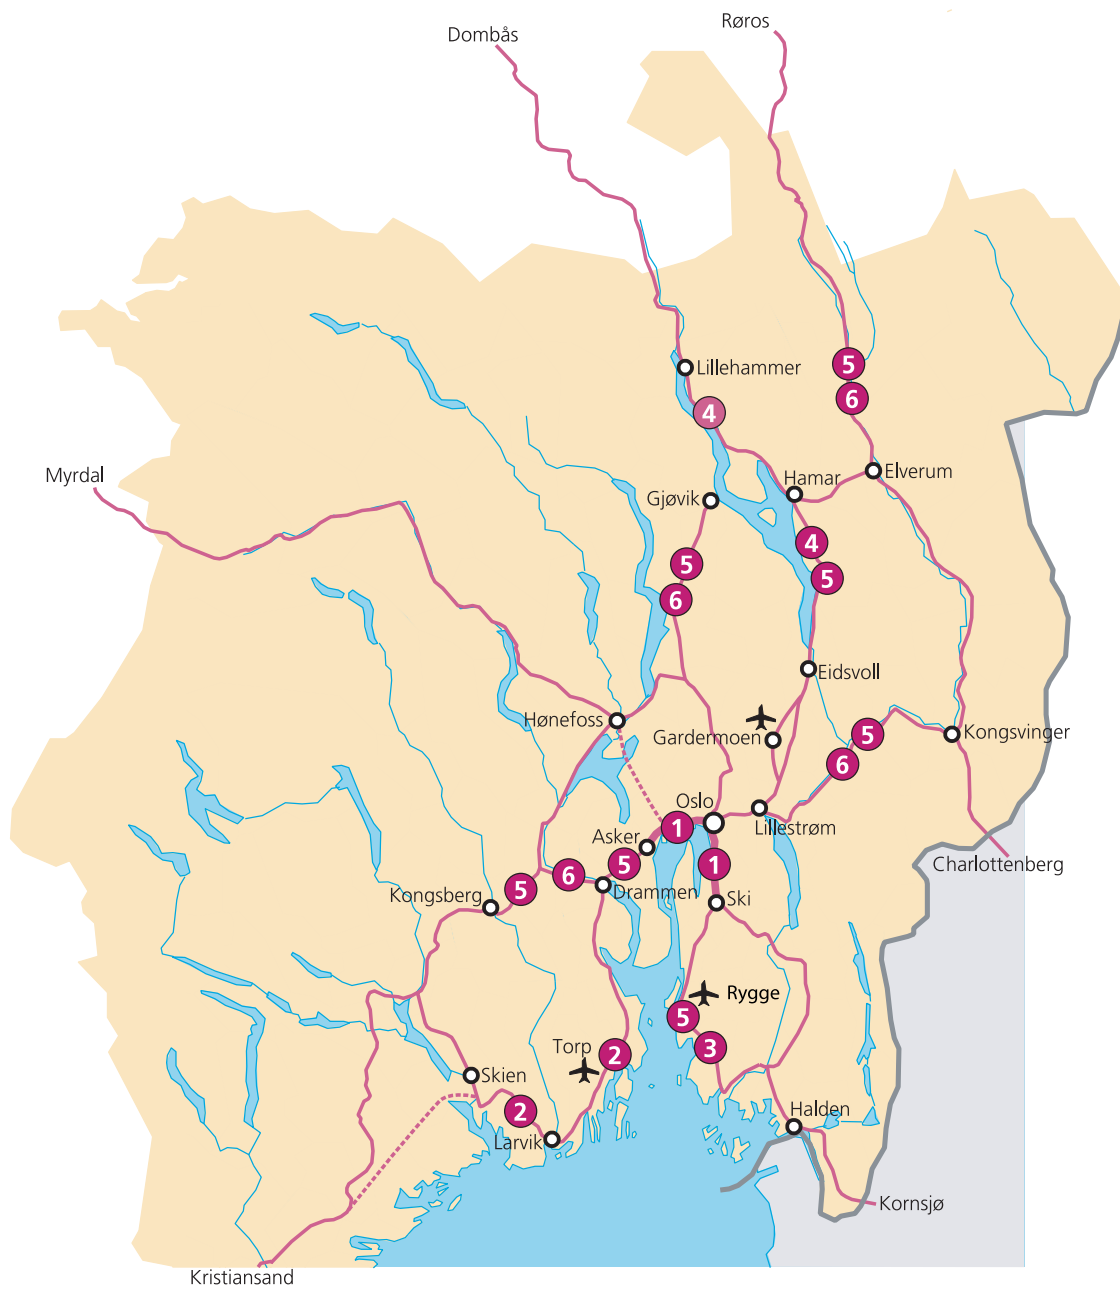 Røros
Dombås
5
Lillehammer
6
4
Myrdal
Elverum
Hamar
Gjøvik
4
5
5
6
Eidsvoll
Hønefoss
Gardermoen
5
Kongsvinger
6
Oslo
1
Lillestrøm
Asker
5
1
Charlottenberg
6
5
Drammen
Kongsberg
Ski
Rygge
5
Torp
3
2
Skien
2
Halden
Larvik
Kornsjø
Kristiansand